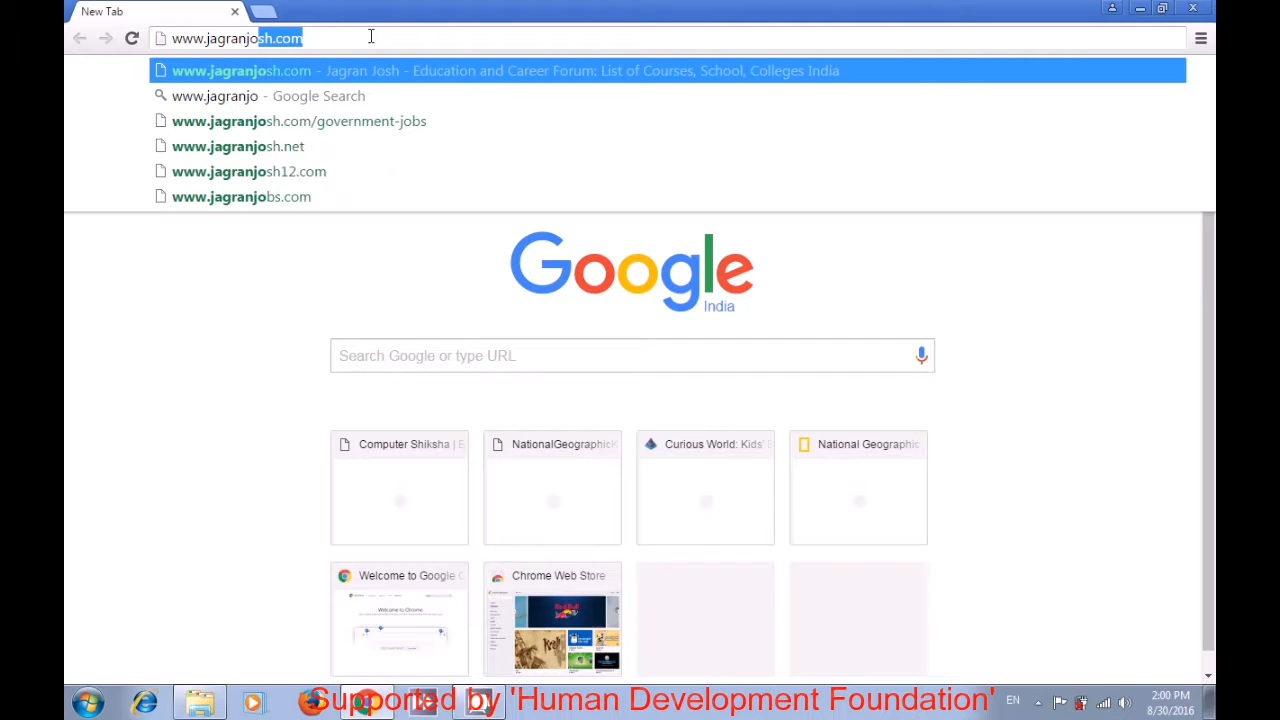 New Tab
www.jagranjosh.com
www.jagranjosh.com - Jagran Josh - Education and Career Forum: List of Courses, School, Colleges India
www.jagranjo - Google Search
www.jagranjosh.com/government-jobs
www.jagranjosh.net
www.jagranjosh12.com
www.jagranjobs.com
Google
India
Search Google or type URL
Computer Shiksha |
NationalGeographic
Curious World: Kids'
National Geographic
Welcome to Google
Chrome Web Store
Welcome to Chrome
Supported by 'Human Development Foundation'
EN
2:00 PM
8/30/2016